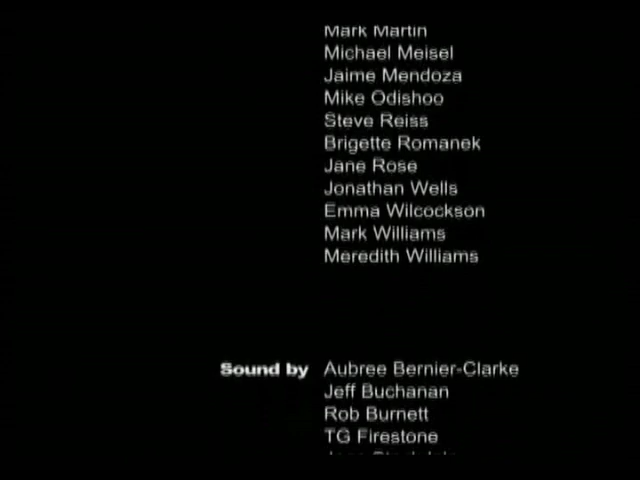 Mark Martin
Michael Meisel
Jaime Mendoza
Mike Odishoo
Steve Reiss
Brigette Romanek
Jane Rose
Jonathan Wells
Emma Wilcockson
Mark Williams
Meredith Williams
Sound by Aubree Bernier-Clarke
Jeff Buchanan
Rob Burnett
TG Firestone